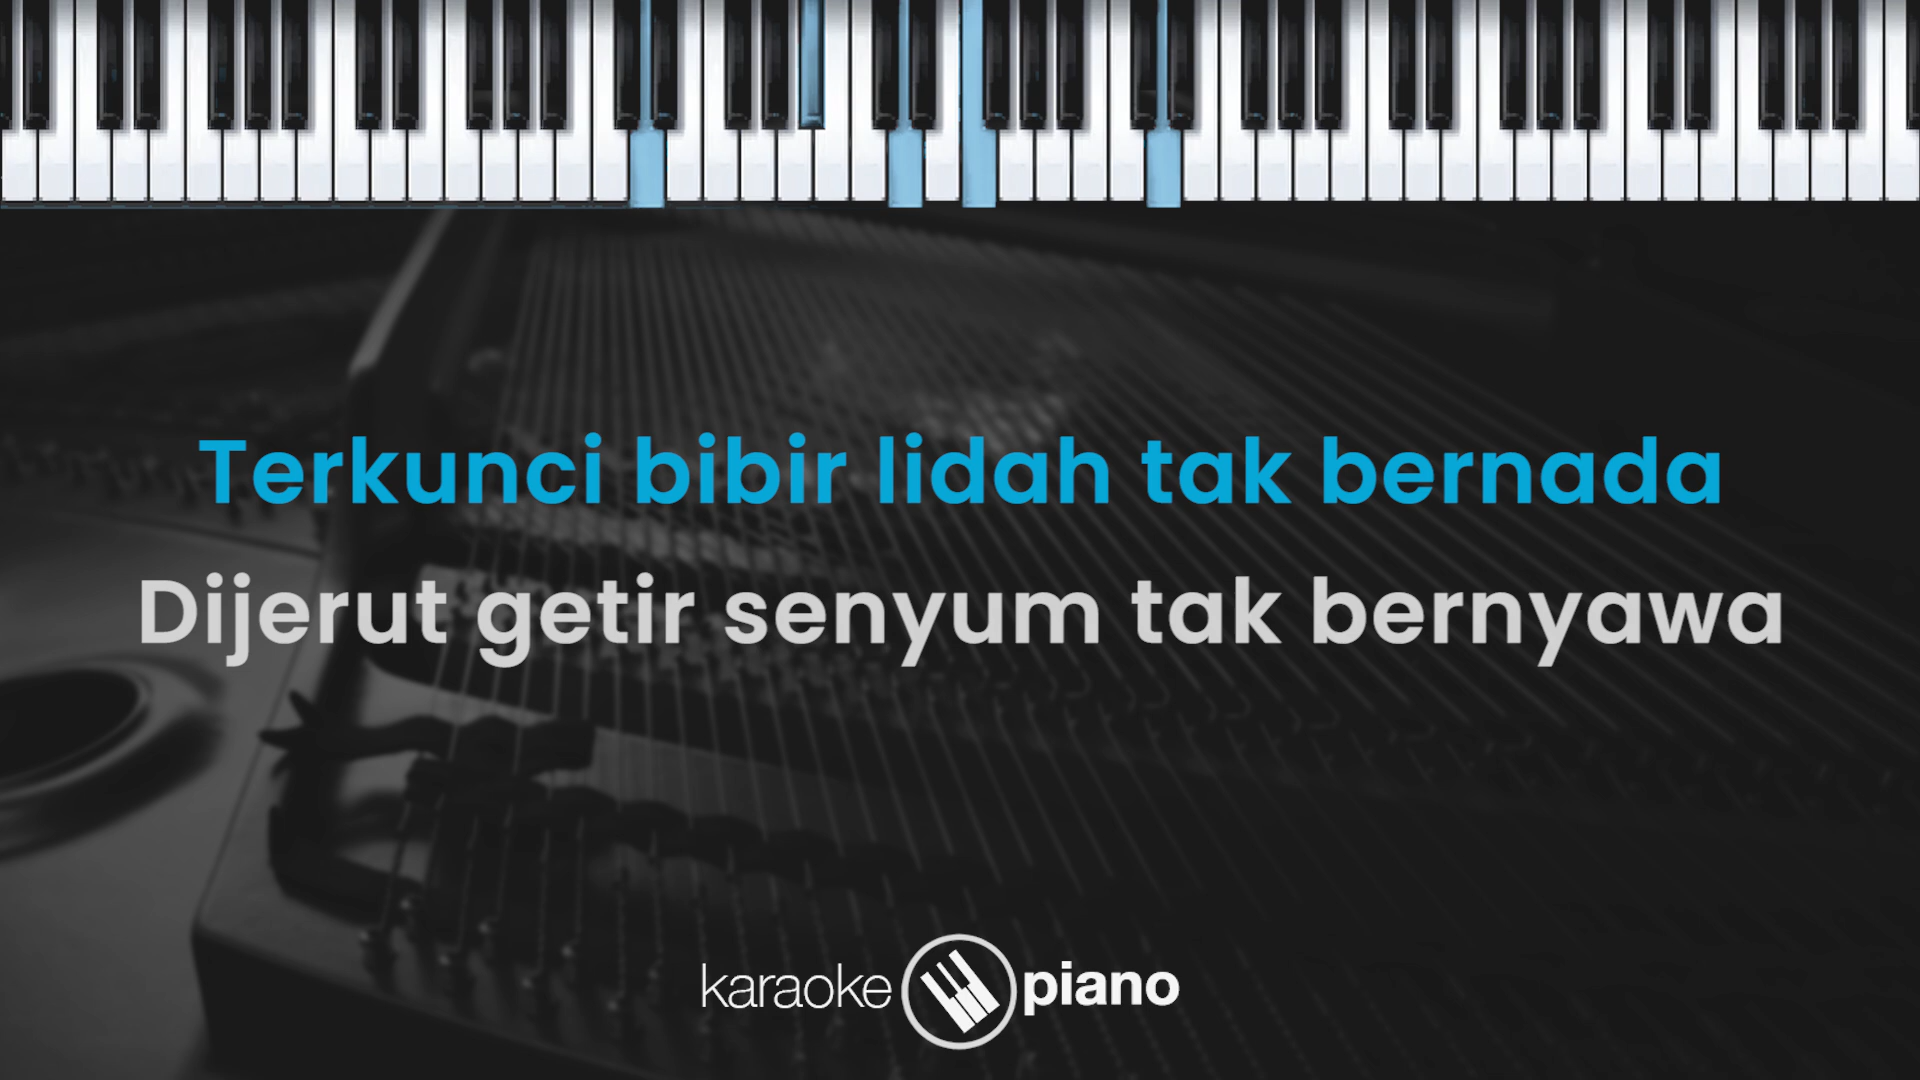 Terkunci bibir lidah tak bernada
Dijerut getir senyum tak bernyawa
karaoke piano